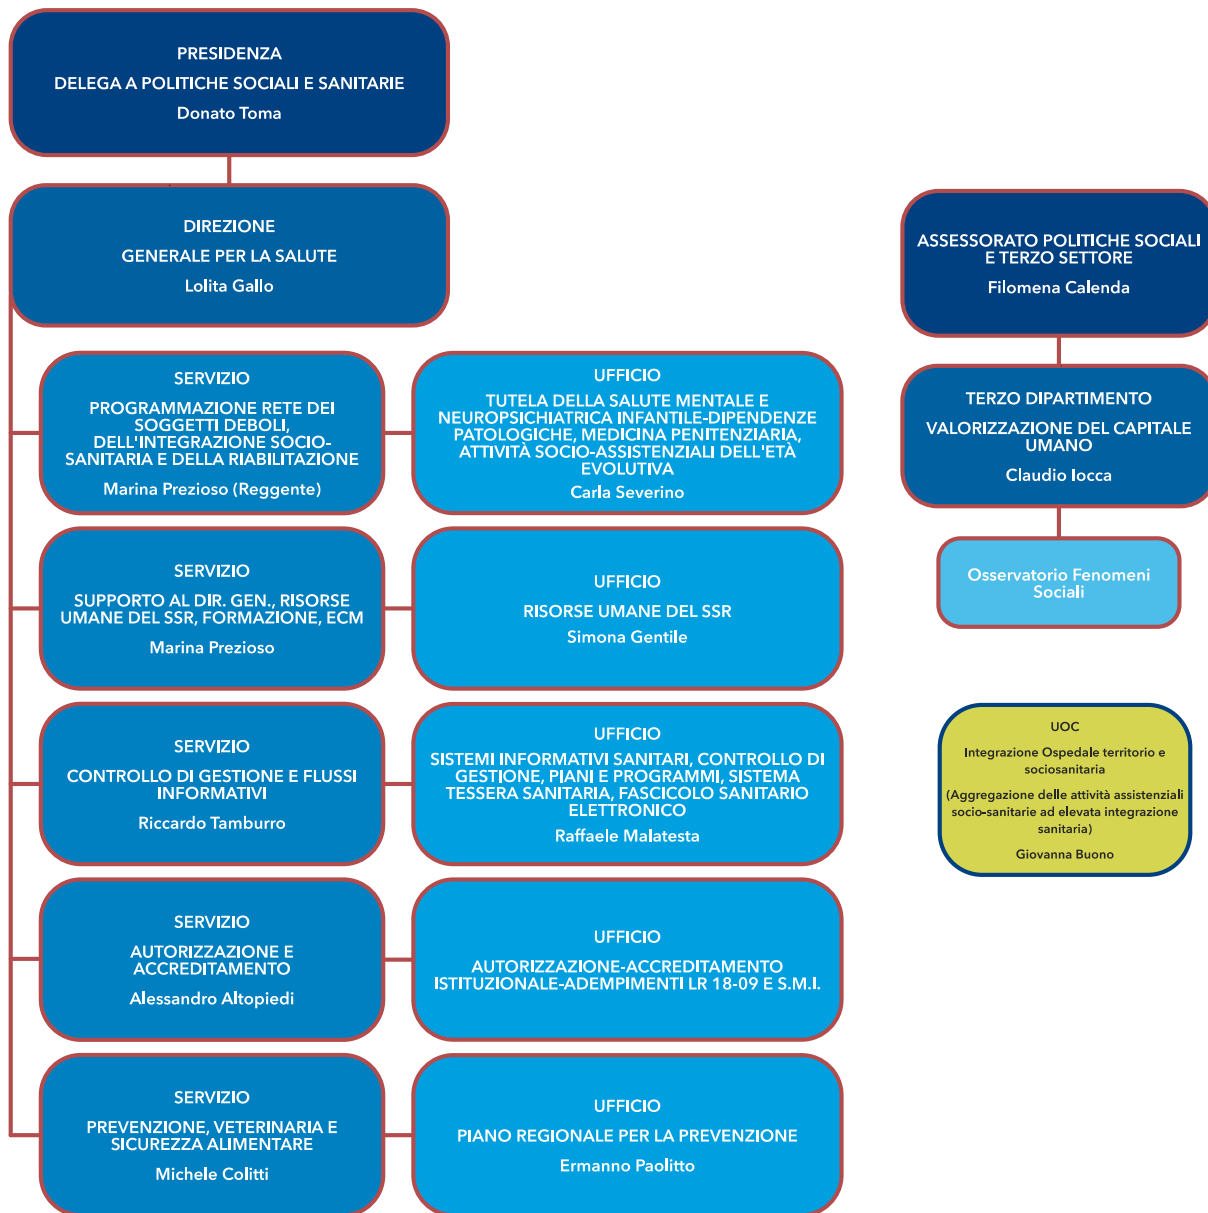 PRESIDENZA
DELEGA A POLITICHE SOCIALI E SANITARIE
Donato Toma
DIREZIONE
GENERALE PER LA SALUTE
Lolita Gallo
SERVIZIO
PROGRAMMAZIONE RETE DEI
SOGGETTI DEBOLI,
DELL'INTEGRAZIONE SOCIO-
SANITARIA E DELLA RIABILITAZIONE
Marina Prezioso (Reggente)
UFFICIO
TUTELA DELLA SALUTE MENTALE E
NEUROPSICHIATRICA INFANTILE-DIPENDENZE
PATOLOGICHE, MEDICINA PENITENZIARIA,
ATTIVITÀ SOCIO-ASSISTENZIALI DELL'ETÀ
EVOLUTIVA
Carla Severino
SERVIZIO
SUPPORTO AL DIR. GEN., RISORSE
UMANE DEL SSR, FORMAZIONE, ECM
Marina Prezioso
UFFICIO
RISORSE UMANE DEL SSR
Simona Gentile
SERVIZIO
CONTROLLO DI GESTIONE E FLUSSI
INFORMATIVI
Riccardo Tamburro
UFFICIO
SISTEMI INFORMATIVI SANITARI, CONTROLLO DI
GESTIONE, PIANI E PROGRAMMI, SISTEMA
TESSERA SANITARIA, FASCICOLO SANITARIO
ELETTRONICO
Raffaele Malatesta
SERVIZIO
AUTORIZZAZIONE E
ACCREDITAMENTO
Alessandro Altopiedi
UFFICIO
AUTORIZZAZIONE-ACCREDITAMENTO
ISTITUZIONALE-ADEMPIMENTI LR 18-09 E S.M.I.
SERVIZIO
PREVENZIONE, VETERINARIA E
SICUREZZA ALIMENTARE
Michele Colitti
UFFICIO
PIANO REGIONALE PER LA PREVENZIONE
Ermanno Paolitto
ASSESSORATO POLITICHE SOCIALI
E TERZO SETTORE
Filomena Calenda
TERZO DIPARTIMENTO
VALORIZZAZIONE DEL CAPITALE
UMANO
Claudio Iocca
Osservatorio Fenomeni
Sociali
UOC
Integrazione Ospedale territorio e
sociosanitaria
(Aggregazione delle attività assistenziali
socio-sanitarie ad elevata integrazione
sanitaria)
Giovanna Buono